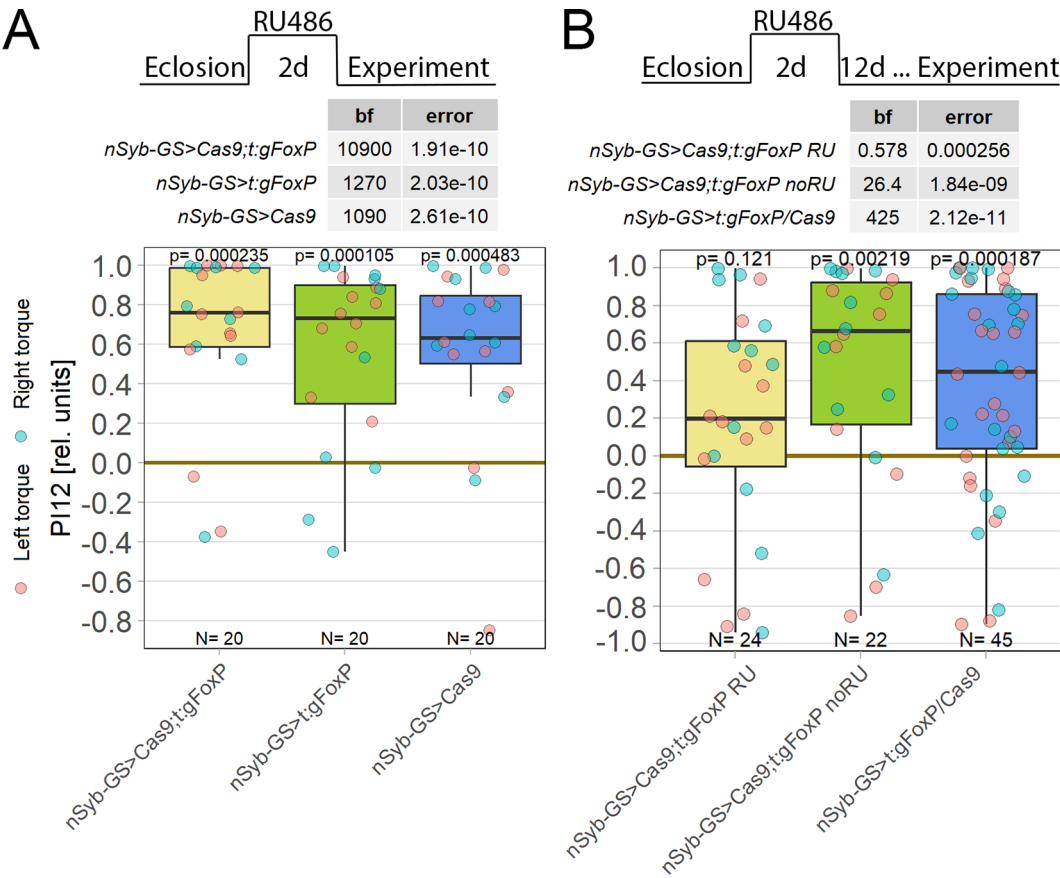 A
RU486
Eclosion 2d Experiment
bf error
nSyb-GS>Cas9;t:gFoxP 10900 1.91e-10
nSyb-GS>t:gFoxP 1270 2.03e-10
nSyb-GS>Cas9 1090 2.61e-10
p= 0.000235 p= 0.000105 p= 0.000483
1.0
0.8
0.6
0.4
0.2
0.0
-0.2
-0.4
-0.6
-0.8
PI12 [rel. units]
Left torque
Right torque
N= 20 N= 20 N= 20
nSyb-GS>Cas9;t:gFoxP
nSyb-GS>t:gFoxP
nSyb-GS>Cas9
B
RU486
Eclosion 2d 12d ... Experiment
bf error
nSyb-GS>Cas9;t:gFoxP RU 0.578 0.000256
nSyb-GS>Cas9;t:gFoxP noRU 26.4 1.84e-09
nSyb-GS>t:gFoxP/Cas9 425 2.12e-11
p= 0.121 p= 0.00219 p= 0.0000187
1.0
0.8
0.6
0.4
0.2
0.0
-0.2
-0.4
-0.6
-0.8
-1.0
N= 24 N= 22 N= 45
nSyb-GS>Cas9;t:gFoxP RU
nSyb-GS>Cas9;t:gFoxP noRU
nSyb-GS>t:gFoxP/Cas9